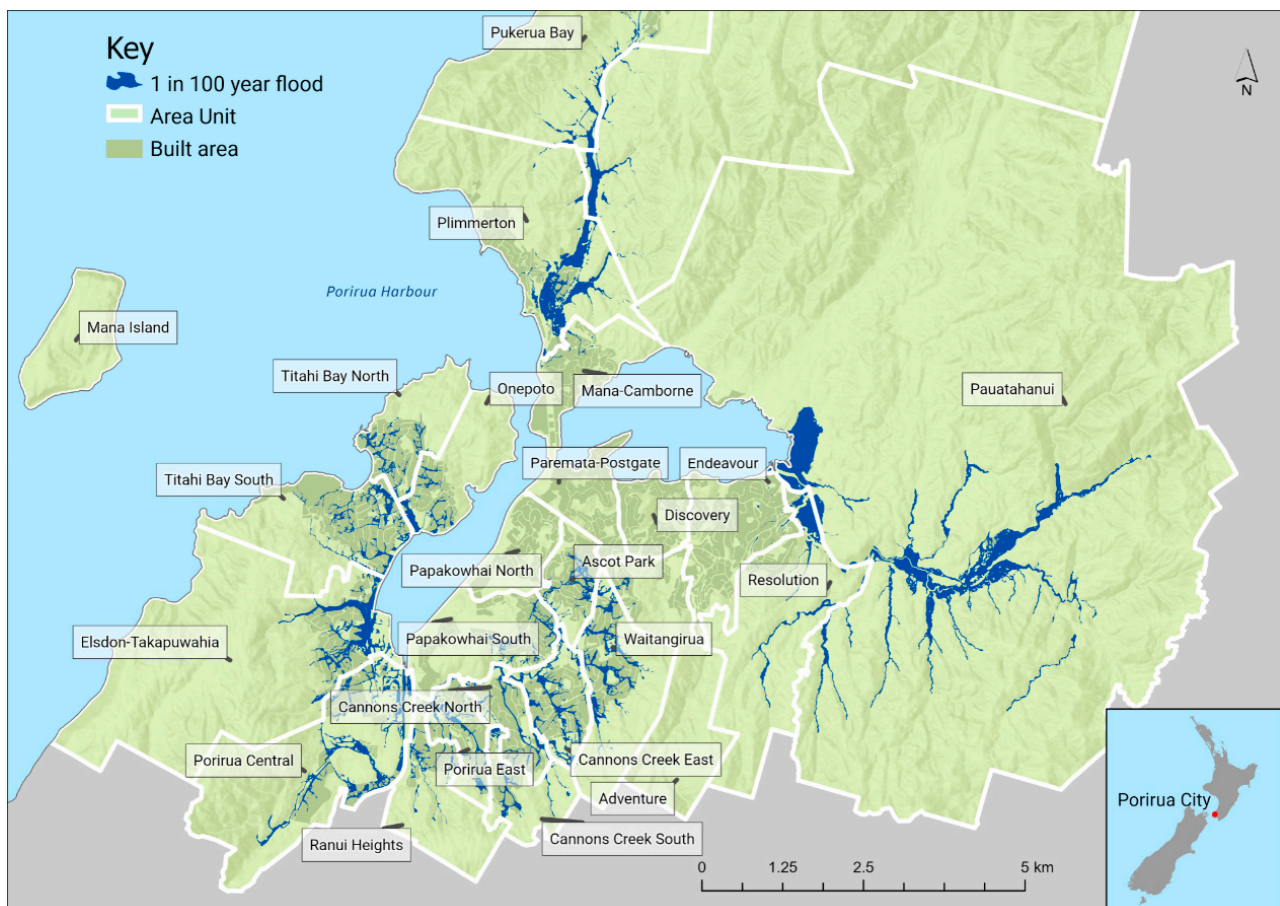 Key
1 in 100 year flood
Area Unit
Built area
Pukerua Bay
N
Plimmerton
Porirua Harbour
Mana Island
Titahi Bay North
Onepoto
Mana-Camborne
Pauatahanui
Titahi Bay South
Paremata-Postgate
Endeavour
Discovery
Papakowhai North
Ascot Park
Resolution
Elsdon-Takapuwahia
Papakowhai South
Waitangirua
Cannons Creek North
Porirua Central
Porirua East
Cannons Creek East
Adventure
Ranui Heights
Cannons Creek South
Porirua City
0
1.25
2.5
5 km